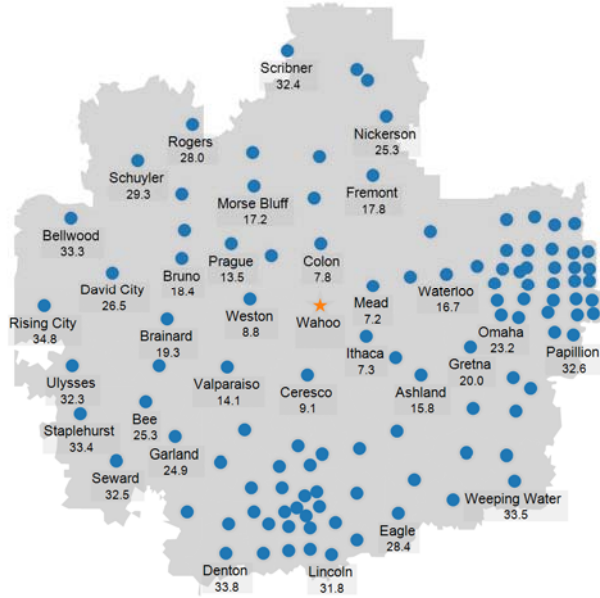 Scribner
32.4
Nickerson
25.3
Rogers
28.0
Schuyler
29.3
Fremont
17.8
Morse Bluff
17.2
Bellwood
33.3
Prague
13.5
Colon
7.8
Bruno
18.4
David City
26.5
Waterloo
16.7
Mead
7.2
Weston
8.8
Wahoo
Rising City
34.8
Brainard
19.3
Omaha
23.2
Ithaca
7.3
Papillion
32.6
Gretna
20.0
Ulysses
32.3
Valparaiso
14.1
Ceresco
9.1
Ashland
15.8
Bee
25.3
Staplehurst
33.4
Garland
24.9
Seward
32.5
Weeping Water
33.5
Eagle
28.4
Denton
33.8
Lincoln
31.8